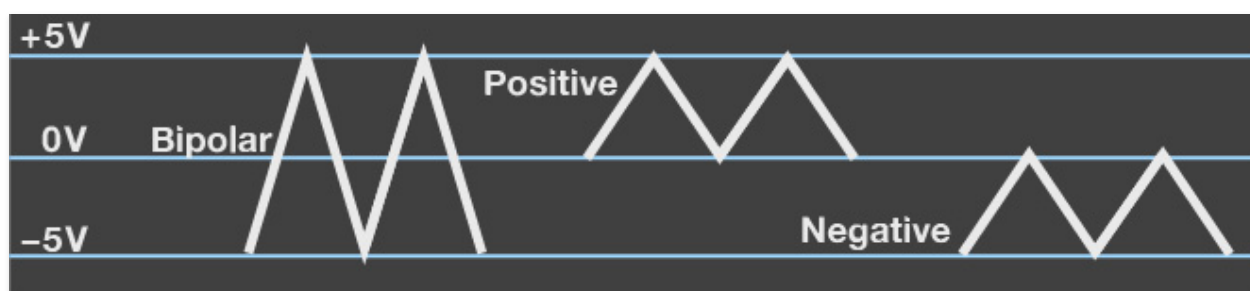 +5V
Positive
0V
Bipolar
Negative
−5V